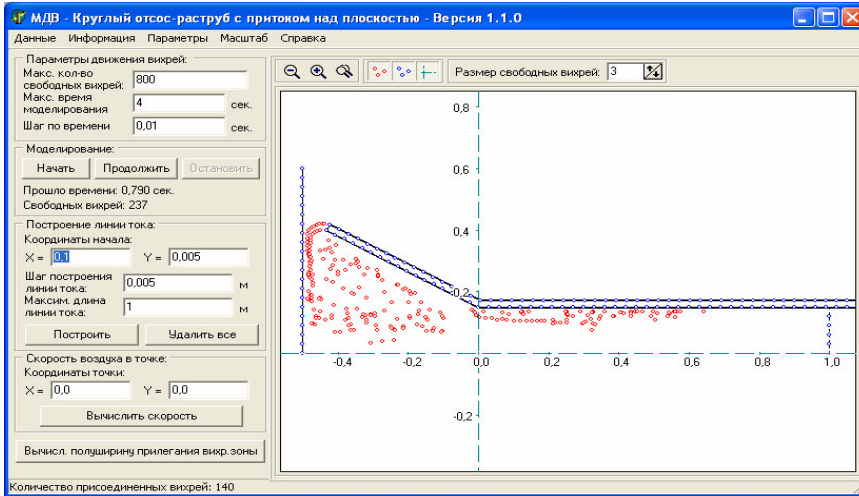 МДВ - Круглый отсос-раструб с притоком над плоскостью - Версия 1.1.0
Данные Информация Параметры Масштаб Справка
Параметры движения вихрей:
Макс. кол-во
свободных вихрей: 800
Макс. время
моделирования 4 сек.
Шаг по времени 0,01 сек.
Моделирование:
Начать Продолжить Остановить
Прошло времени: 0,790 сек.
Свободных вихрей: 237
Построение линии тока:
Координаты начала:
X = 0,1 Y = 0,005
Шаг построения
линии тока: 0,005 м
Максим. длина
линии тока: 1 м
Построить Удалить все
Скорость воздуха в точке:
Координаты точки:
X = 0,0 Y = 0,0
Вычислить скорость
Вычисл. полуширину прилегания вихр.зоны
Количество присоединенных вихрей: 140
Размер свободных вихрей: 3
0,8
0,6
0,4
0,2
-0,4 -0,2 0,0 0,2 0,4 0,6 0,8 1,0
-0,2